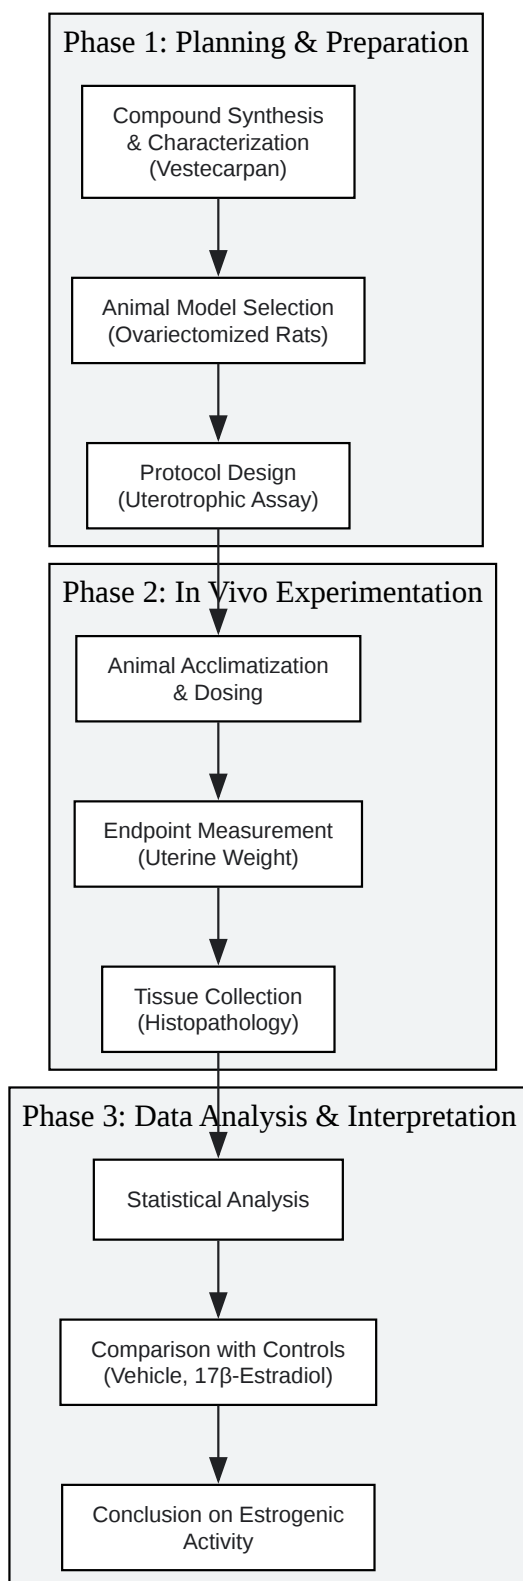 Phase 1: Planning & Preparation
Compound Synthesis
& Characterization
(Vestecarpan)
Animal Model Selection
(Ovariectomized Rats)
Protocol Design
(Uterotrophic Assay)
Phase 2: In Vivo Experimentation
Animal Acclimatization
& Dosing
Endpoint Measurement
(Uterine Weight)
Tissue Collection
(Histopathology)
Phase 3: Data Analysis & Interpretation
Statistical Analysis
Comparison with Controls
(Vehicle, 17β-Estradiol)
Conclusion on Estrogenic
Activity